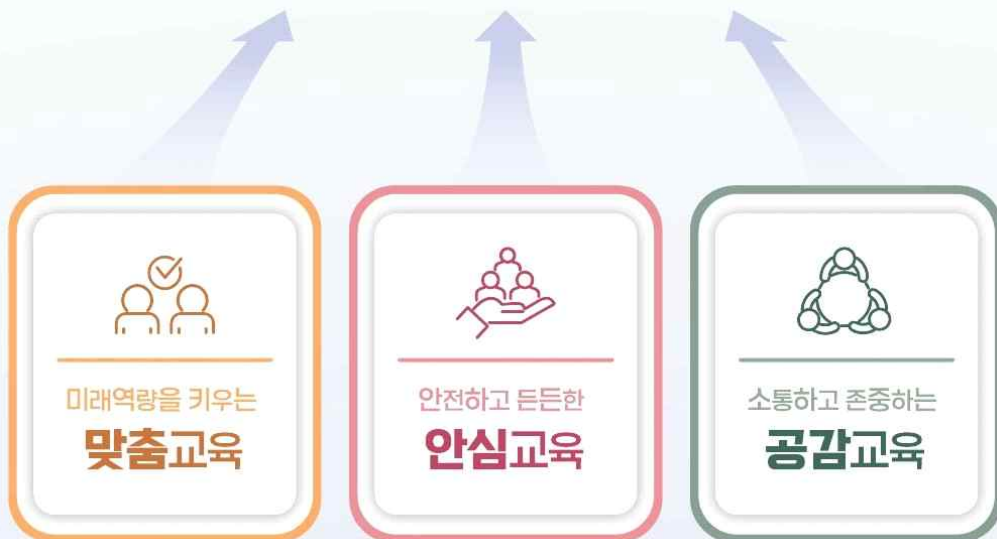 미래역량을 키우는
맞춤교육
안전하고 든든한
안심교육
소통하고 존중하는
공감교육